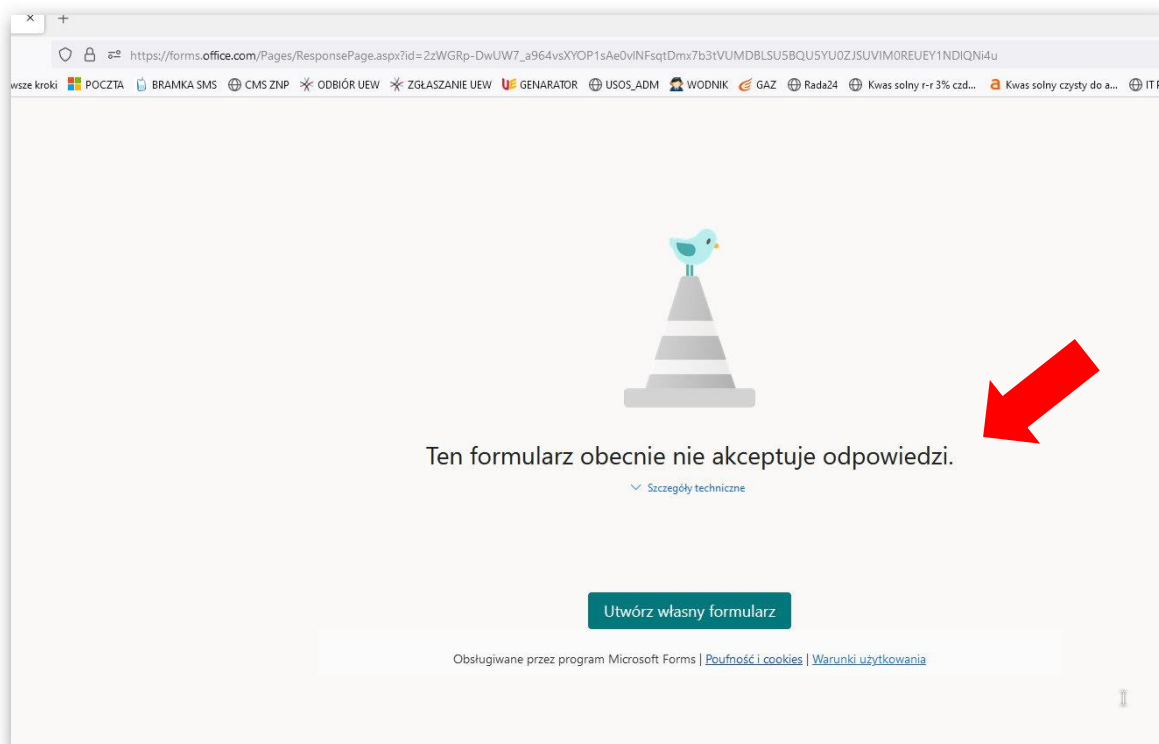 × +
https://forms.office.com/Pages/ResponsePage.aspx?id=2zWGRp-DwUW7_a964vsXYOP1sAe0vlNFsqtDmx7b3tVUMDBLSU5BQU5YU0ZJSUVIM0REUEY1NDlQNi4u
wsze kroki POCZTA BRAMKA SMS CMS ZNP ODBIÓR UEW ZGŁASZANIE UEW GENARATOR USOS_ADM WODNIK GAZ Rada24 Kwas solny r-r 3% czd... Kwas solny czysty do a... IT
Ten formularz obecnie nie akceptuje odpowiedzi.
Szczegóły techniczne
Utwórz własny formularz
Obsługiwane przez program Microsoft Forms | Poufność i cookies | Warunki użytkowania